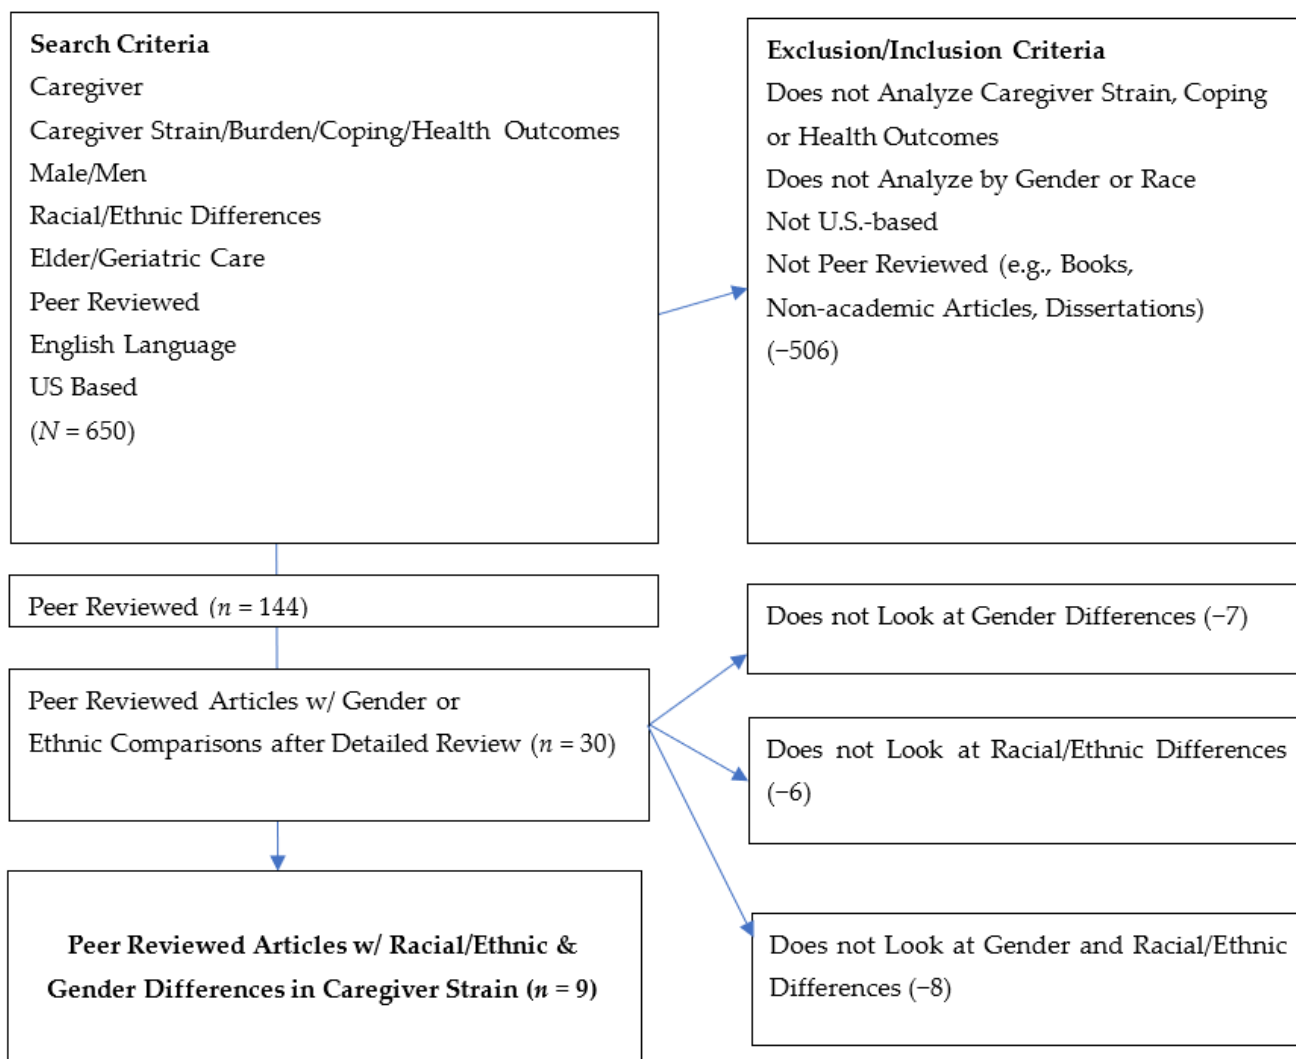 Search Criteria
Caregiver
Caregiver Strain/Burden/Coping/Health Outcomes
Male/Men
Racial/Ethnic Differences
Elder/Geriatric Care
Peer Reviewed
English Language
US Based
(N = 650)
Exclusion/Inclusion Criteria
Does not Analyze Caregiver Strain, Coping
or Health Outcomes
Does not Analyze by Gender or Race
Not U.S.-based
Not Peer Reviewed (e.g., Books,
Non-academic Articles, Dissertations)
(−506)
Peer Reviewed (n = 144)
Peer Reviewed Articles w/ Gender or
Ethnic Comparisons after Detailed Review (n = 30)
Does not Look at Gender Differences (−7)
Does not Look at Racial/Ethnic Differences
(−6)
Does not Look at Gender and Racial/Ethnic
Differences (−8)
Peer Reviewed Articles w/ Racial/Ethnic &
Gender Differences in Caregiver Strain (n = 9)